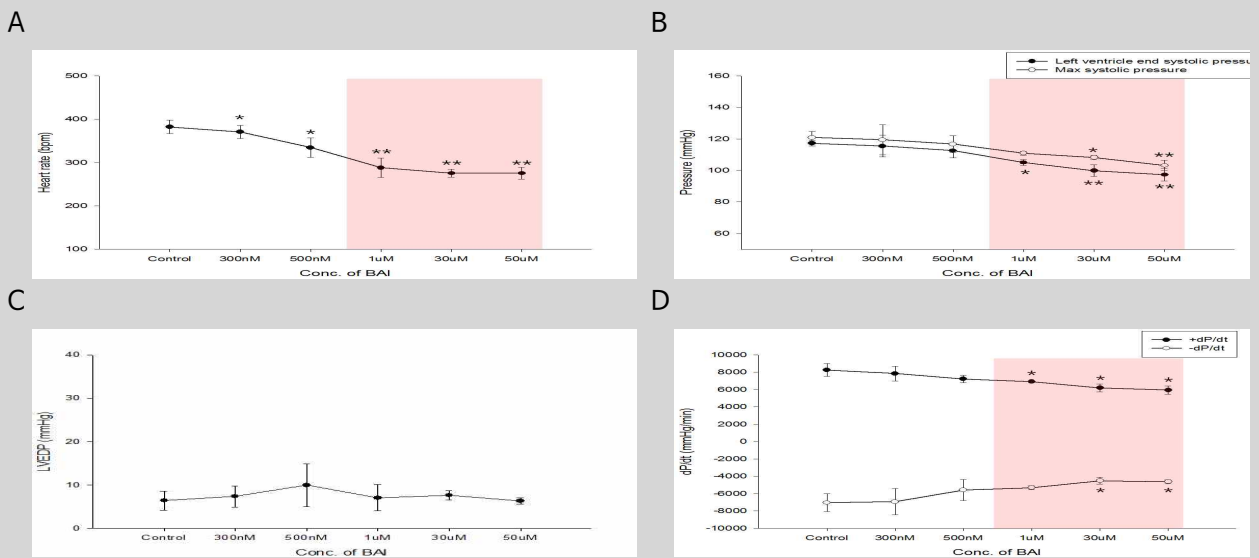 A
500
400
300
200
100
Heart rate (bpm)
*
*
**
**
**
Control 300nM 500nM 1uM 30uM 50uM
Conc. of BAI
B
Left ventricle end systolic pressu
Max systolic pressure
160
140
120
100
80
60
Pressure (mmHg)
*
**
*
**
**
Control 300nM 500nM 1uM 30uM 50uM
Conc. of BAI
C
40
30
20
10
0
LVEDP (mmHg)
Control 300nM 500nM 1uM 30uM 50uM
Conc. of BAI
D
+dP/dt
-dP/dt
10000
8000
6000
4000
2000
0
-2000
-4000
-6000
-8000
-10000
dP/dt (mmHg/min)
*
*
*
*
*
Control 300nM 500nM 1uM 30uM 50uM
Conc. of BAI